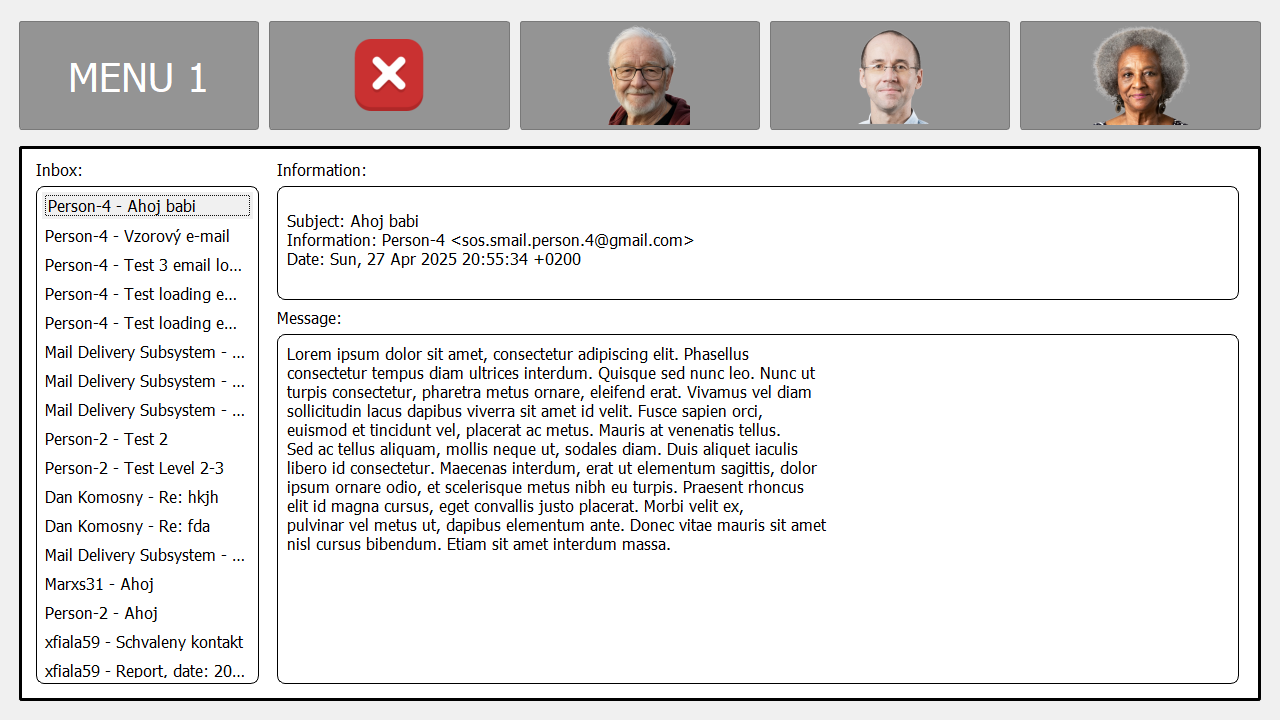 MENU 1
Inbox:
Person-4 - Ahoj babi
Person-4 - Vzorový e-mail
Person-4 - Test 3 email lo...
Person-4 - Test loading e...
Person-4 - Test loading e...
Mail Delivery Subsystem - ...
Mail Delivery Subsystem - ...
Mail Delivery Subsystem - ...
Person-2 - Test 2
Person-2 - Test Level 2-3
Dan Komosny - Re: hkjh
Dan Komosny - Re: fda
Mail Delivery Subsystem - ...
Marxs31 - Ahoj
Person-2 - Ahoj
xfiala59 - Schvaleny kontakt
xfiala59 - Report, date: 20...
Information:
Subject: Ahoj babi
Information: Person-4 <sos.smail.person.4@gmail.com>
Date: Sun, 27 Apr 2025 20:55:34 +0200
Message:
Lorem ipsum dolor sit amet, consectetur adipiscing elit. Phasellus
consectetur tempus diam ultrices interdum. Quisque sed nunc leo. Nunc ut
turpis consectetur, pharetra metus ornare, eleifend erat. Vivamus vel diam
sollicitudin lacus dapibus viverra sit amet id velit. Fusce sapien orci,
euismod et tincidunt vel, placerat ac metus. Mauris at venenatis tellus.
Sed ac tellus aliquam, mollis neque ut, sodales diam. Duis aliquet iaculis
libero id consectetur. Maecenas interdum, erat ut elementum sagittis, dolor
ipsum ornare odio, et scelerisque metus nibh eu turpis. Praesent rhoncus
elit id magna cursus, eget convallis justo placerat. Morbi velit ex,
pulvinar vel metus ut, dapibus elementum ante. Donec vitae mauris sit amet
nisl cursus bibendum. Etiam sit amet interdum massa.